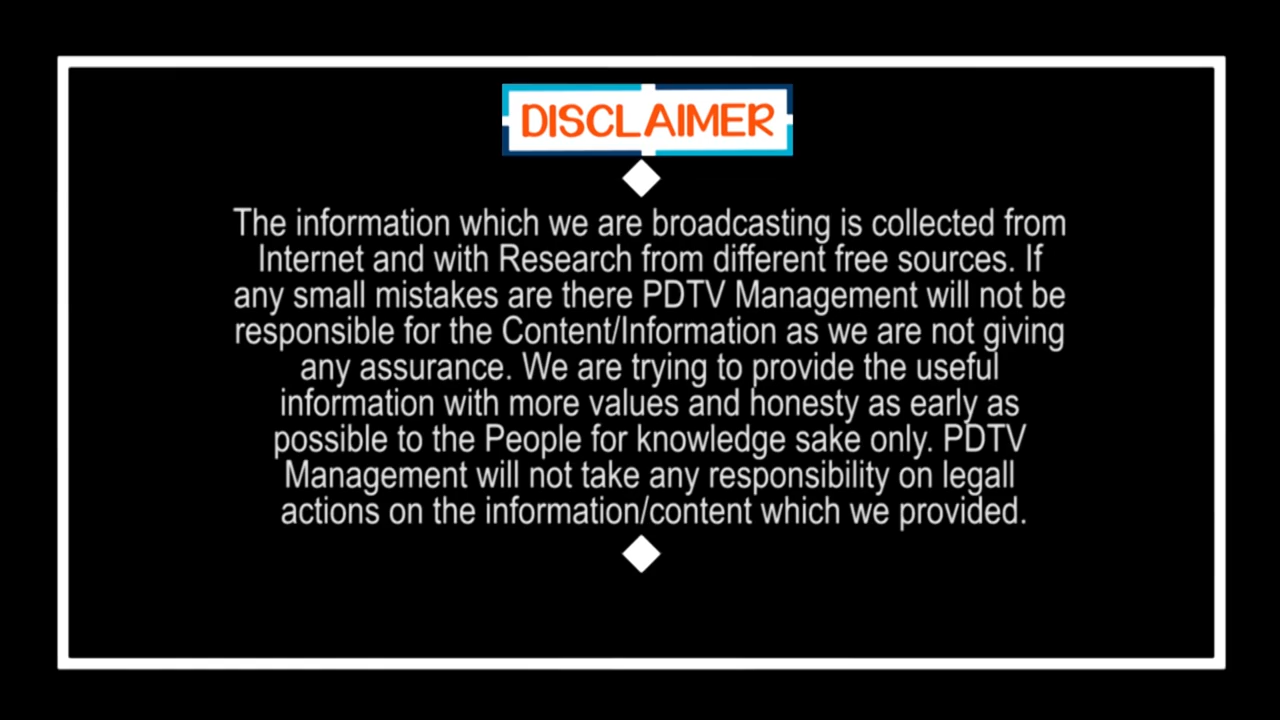 DISCLAIMER
The information which we are broadcasting is collected from
Internet and with Research from different free sources. If
any small mistakes are there PDTV Management will not be
responsible for the Content/Information as we are not giving
any assurance. We are trying to provide the useful
information with more values and honesty as early as
possible to the People for knowledge sake only. PDTV
Management will not take any responsibility on legall
actions on the information/content which we provided.